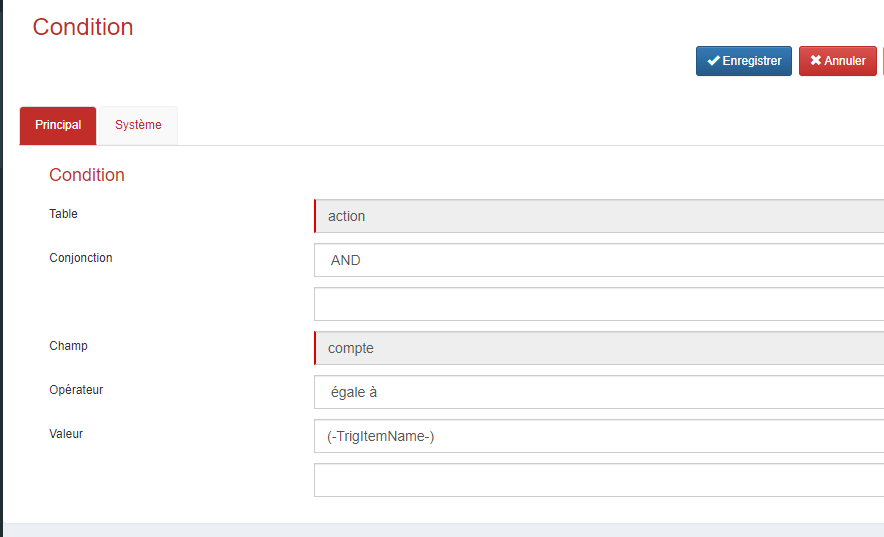 Condition
Enregistrer
Annuler
Principal
Système
Condition
Table
action
Conjonction
AND
Champ
compte
Opérateur
égale à
Valeur
(-TrigItemName-)